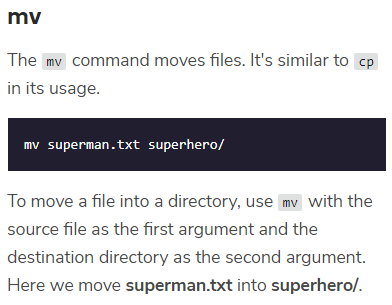 mv
The mv command moves files. It's similar to cp
in its usage.
mv superman.txt superhero/
To move a file into a directory, use mv with the
source file as the first argument and the
destination directory as the second argument.
Here we move superman.txt into superhero/.